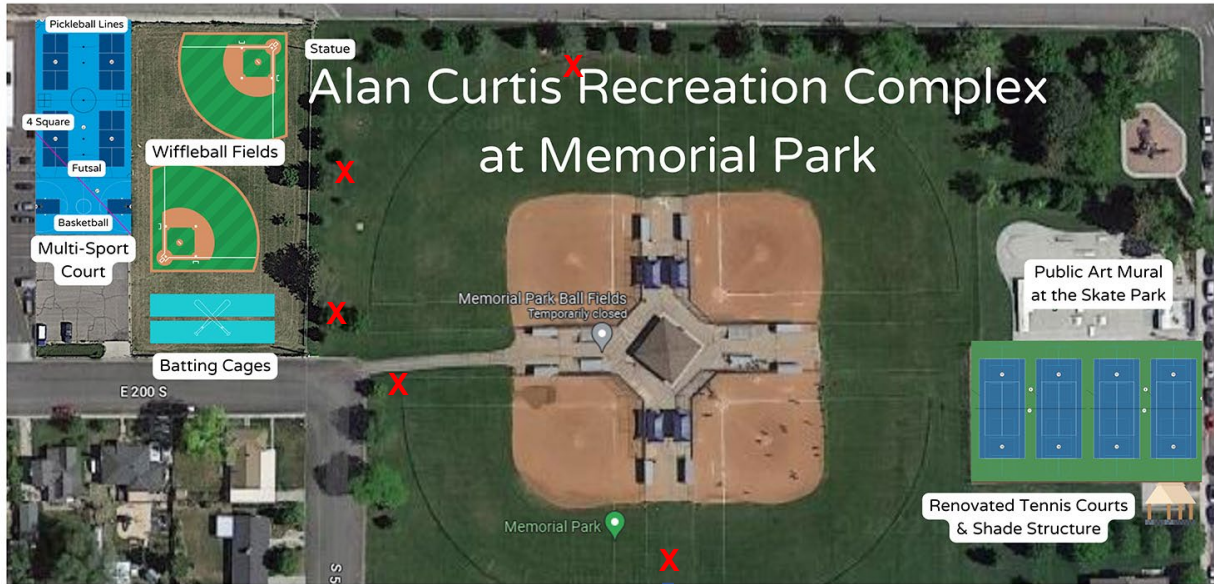 Pickleball Lines
Statue
Alan Curtis Recreation Complex
at Memorial Park
4 Square
Wiffleball Fields
Futsal
Basketball
Multi-Sport
Court
Public Art Mural
at the Skate Park
Memorial Park Ball Fields
Temporarily closed
Batting Cages
E 200 S
Renovated Tennis Courts
& Shade Structure
Memorial Park
S 5
X
X
X
X
X